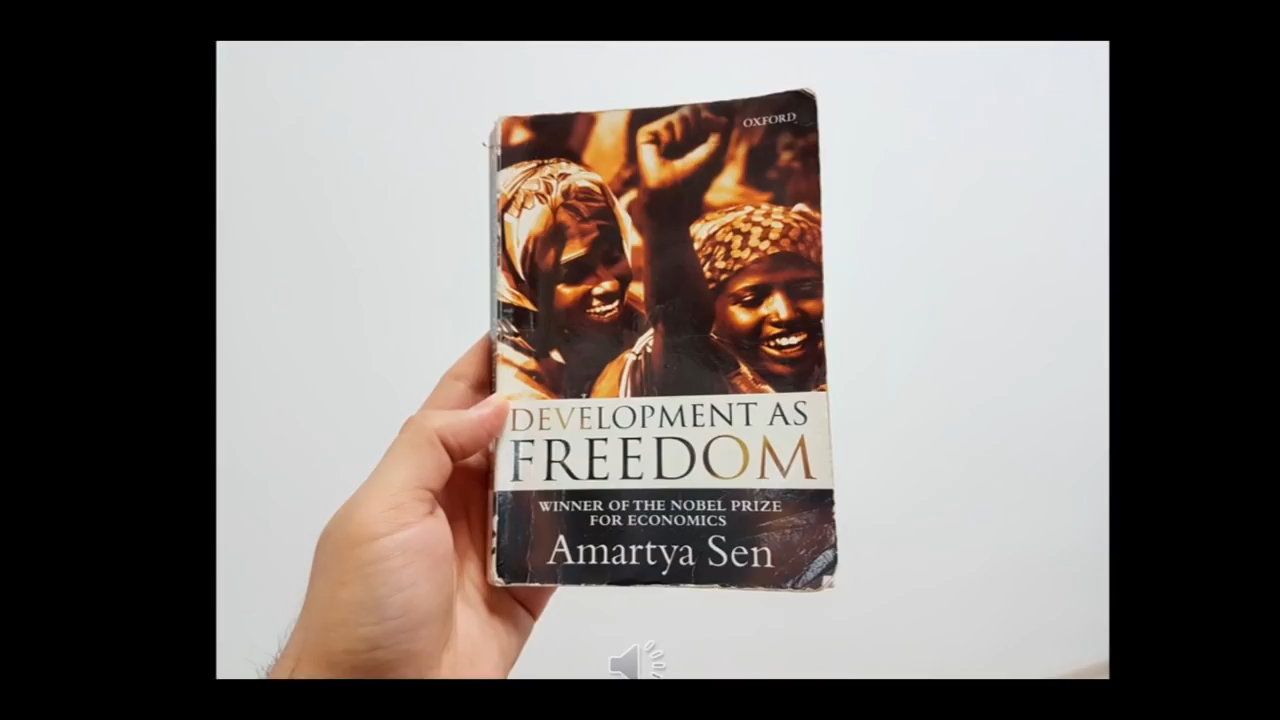 OXFORD
DEVELOPMENT AS
FREEDOM
WINNER OF THE NOBEL PRIZE
FOR ECONOMICS
Amartya Sen